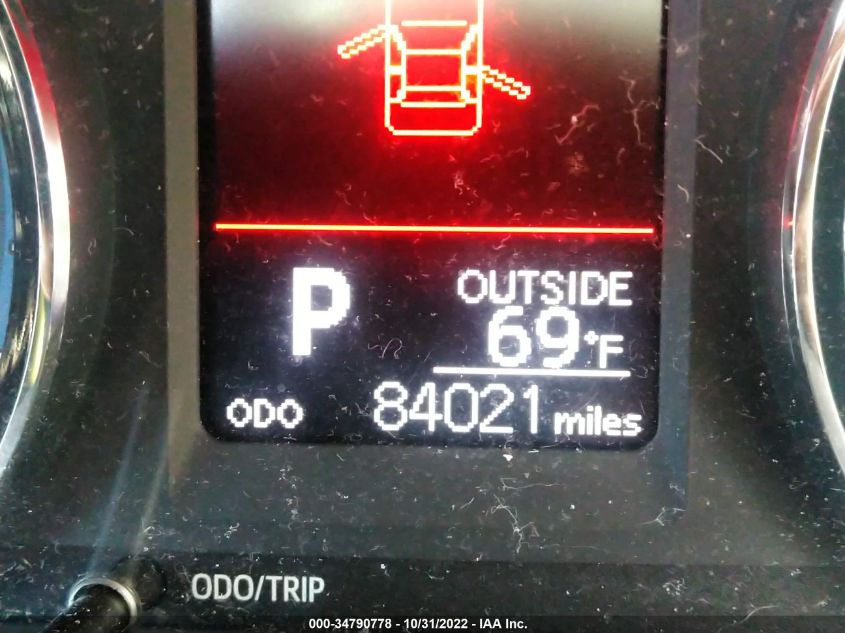 P
OUTSIDE
69°F
ODO 84021 miles
ODO/TRIP
000-34790778 - 10/31/2022 - IAA Inc.